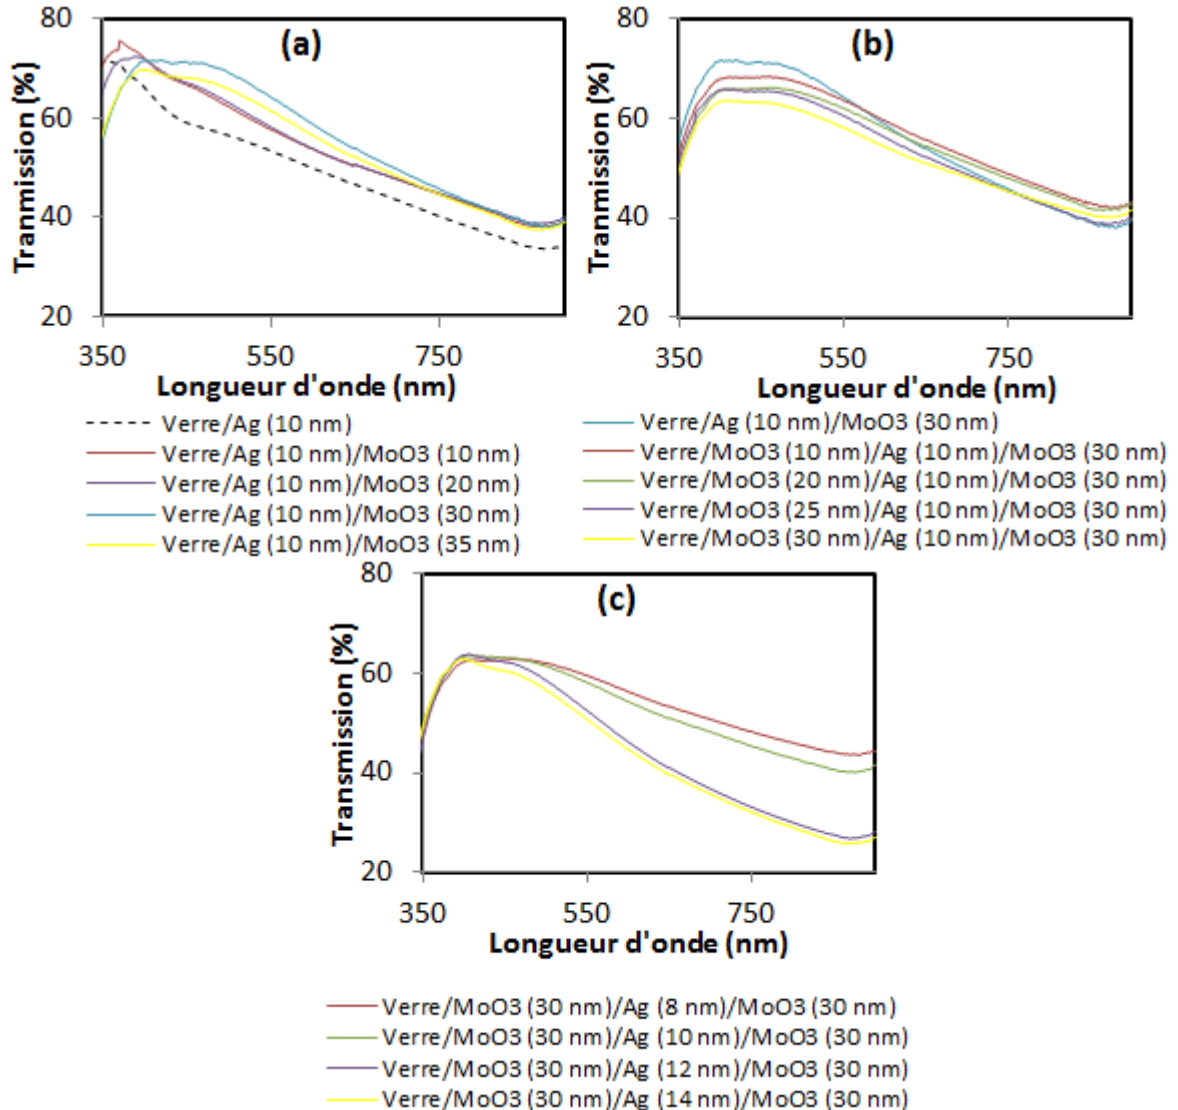 (a)
80
60
40
20
Tranmission (%)
350 550 750
Longueur d'onde (nm)
Verre/Ag (10 nm)
Verre/Ag (10 nm)/MoO3 (10 nm)
Verre/Ag (10 nm)/MoO3 (20 nm)
Verre/Ag (10 nm)/MoO3 (30 nm)
Verre/Ag (10 nm)/MoO3 (35 nm)
(b)
80
60
40
20
Tranmission (%)
350 550 750
Longueur d'onde (nm)
Verre/Ag (10 nm)/MoO3 (30 nm)
Verre/MoO3 (10 nm)/Ag (10 nm)/MoO3 (30 nm)
Verre/MoO3 (20 nm)/Ag (10 nm)/MoO3 (30 nm)
Verre/MoO3 (25 nm)/Ag (10 nm)/MoO3 (30 nm)
Verre/MoO3 (30 nm)/Ag (10 nm)/MoO3 (30 nm)
(c)
80
60
40
20
Transmission (%)
350 550 750
Longueur d'onde (nm)
Verre/MoO3 (30 nm)/Ag (8 nm)/MoO3 (30 nm)
Verre/MoO3 (30 nm)/Ag (10 nm)/MoO3 (30 nm)
Verre/MoO3 (30 nm)/Ag (12 nm)/MoO3 (30 nm)
Verre/MoO3 (30 nm)/Ag (14 nm)/MoO3 (30 nm)